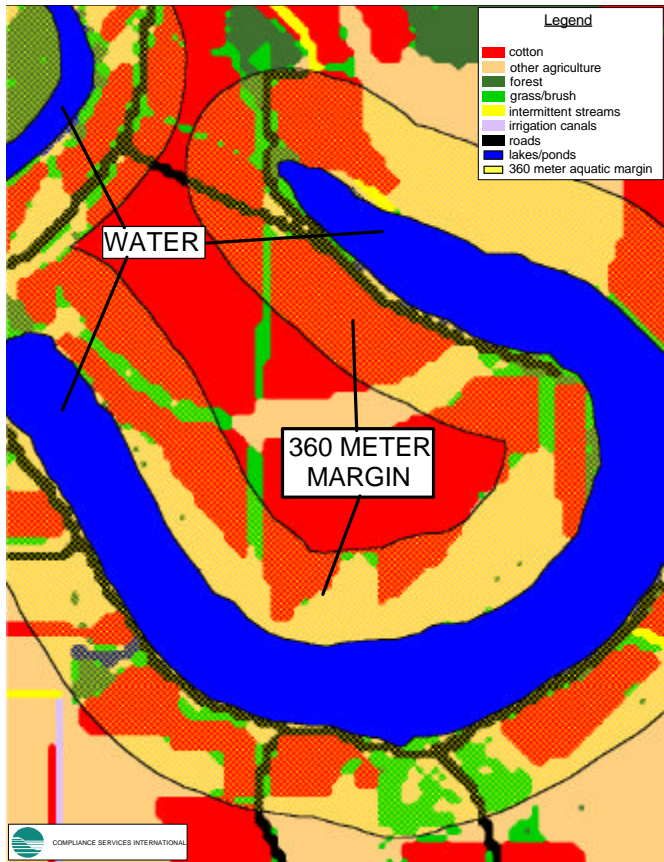 Legend
cotton
other agriculture
forest
grass/brush
intermittent streams
irrigation canals
roads
lakes/ponds
360 meter aquatic margin
WATER
360 METER
MARGIN
COMPLIANCE SERVICES INTERNATIONAL